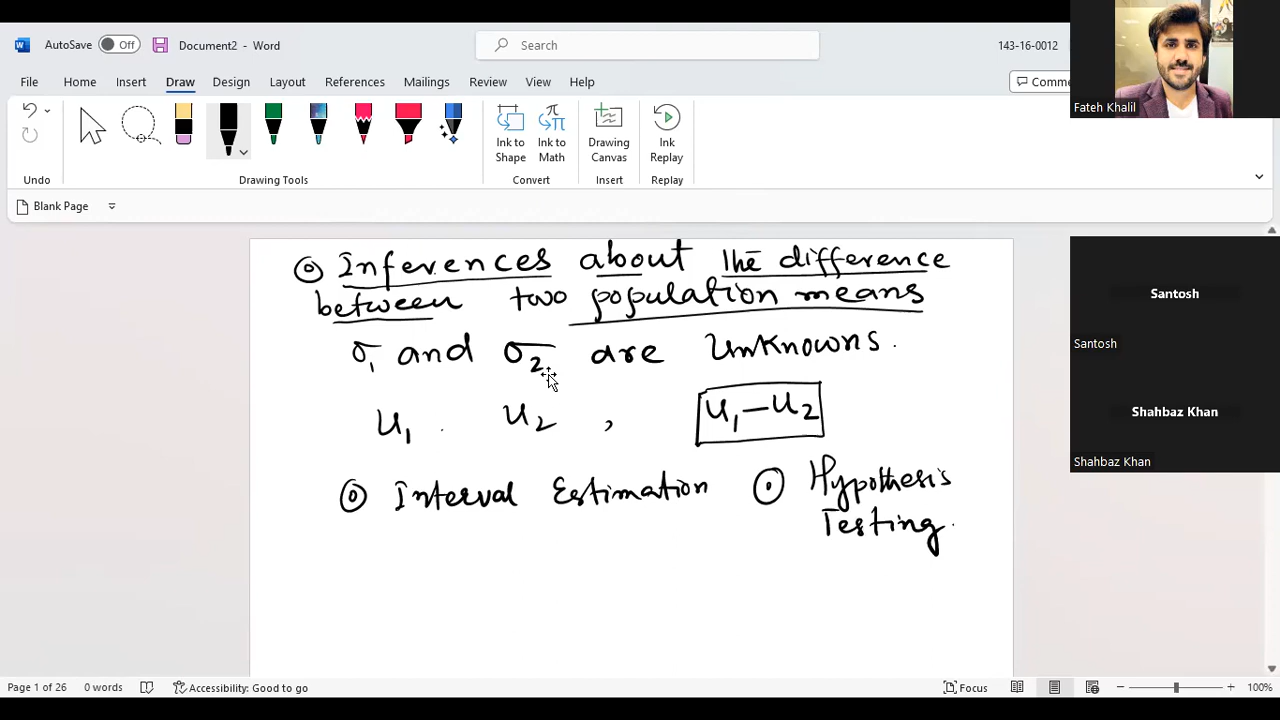 AutoSave Off Document2 - Word Search 143-16-0012
File Home Insert Draw Design Layout References Mailings Review View Help Comme
Undo Drawing Tools Ink to Shape Ink to Math Convert Drawing Canvas Insert Ink Replay Replay
Blank Page
Fateh Khalil
Inferences about the difference
between two population means
σ1 and σ2 are Unknowns.
u1 . u2 , u1-u2
Interval Estimation Hypothesis
Testing.
Santosh
Santosh
Shahbaz Khan
Shahbaz Khan
Page 1 of 26 0 words Accessibility: Good to go Focus 100%